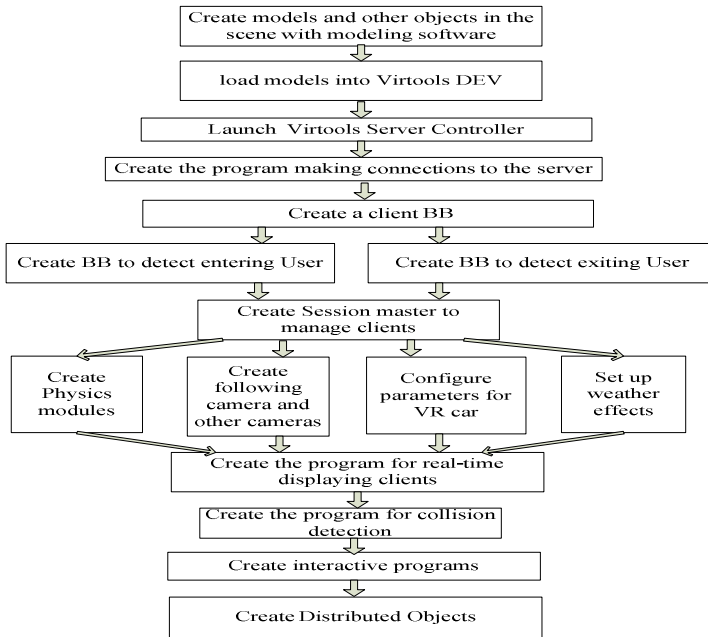 Create models and other objects in the
scene with modeling software
load models into Virtools DEV
Launch Virtools Server Controller
Create the program making connections to the server
Create a client BB
Create BB to detect entering User
Create BB to detect exiting User
Create Session master to
manage clients
Create
Physics
modules
Create
following
camera and
other cameras
Configure
parameters for
VR car
Set up
weather
effects
Create the program for real-time
displaying clients
Create the program for collision
detection
Create interactive programs
Create Distributed Objects